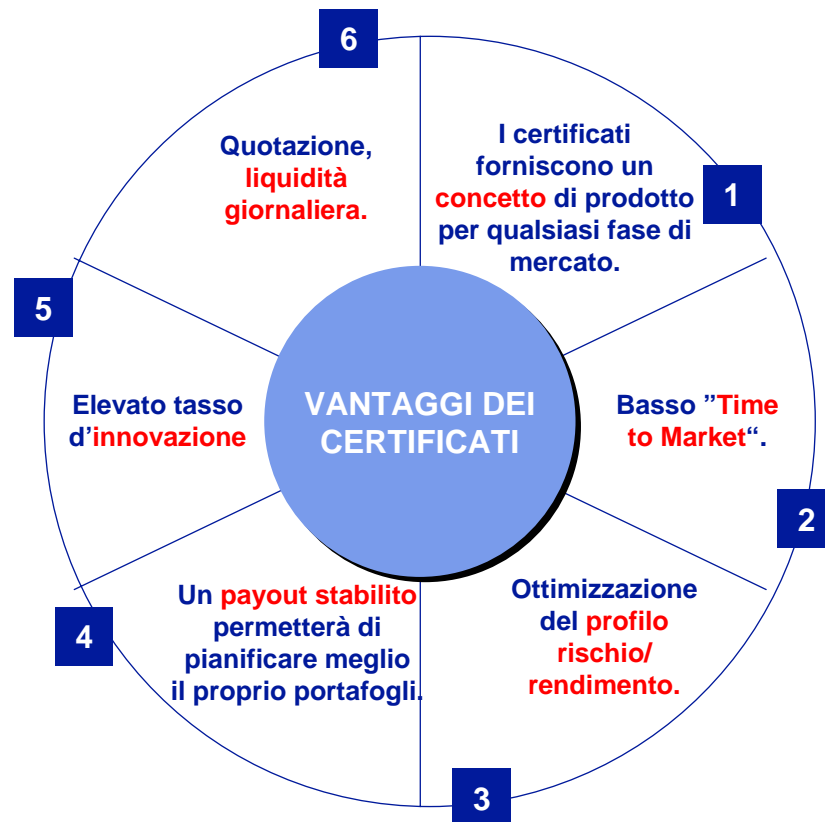 VANTAGGI DEI
CERTIFICATI
1
I certificati
forniscono un
concetto di prodotto
per qualsiasi fase di
mercato.
2
Basso ”Time
to Market“.
3
Ottimizzazione
del profilo
rischio/
rendimento.
4
Un payout stabilito
permetterà di
pianificare meglio
il proprio portafogli.
5
Elevato tasso
d’innovazione
6
Quotazione,
liquidità
giornaliera.